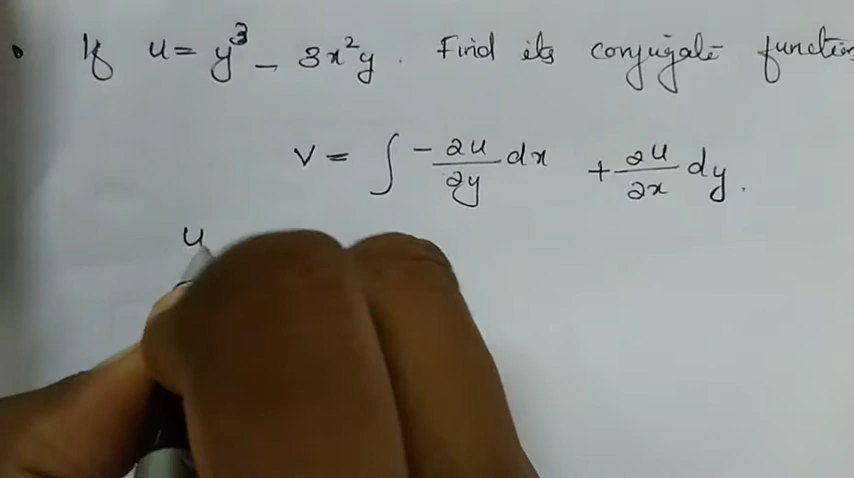 • If u = y³ - 3x²y . Find its conjugate function
v = ∫ -∂u/∂y dx + ∂u/∂x dy .
u